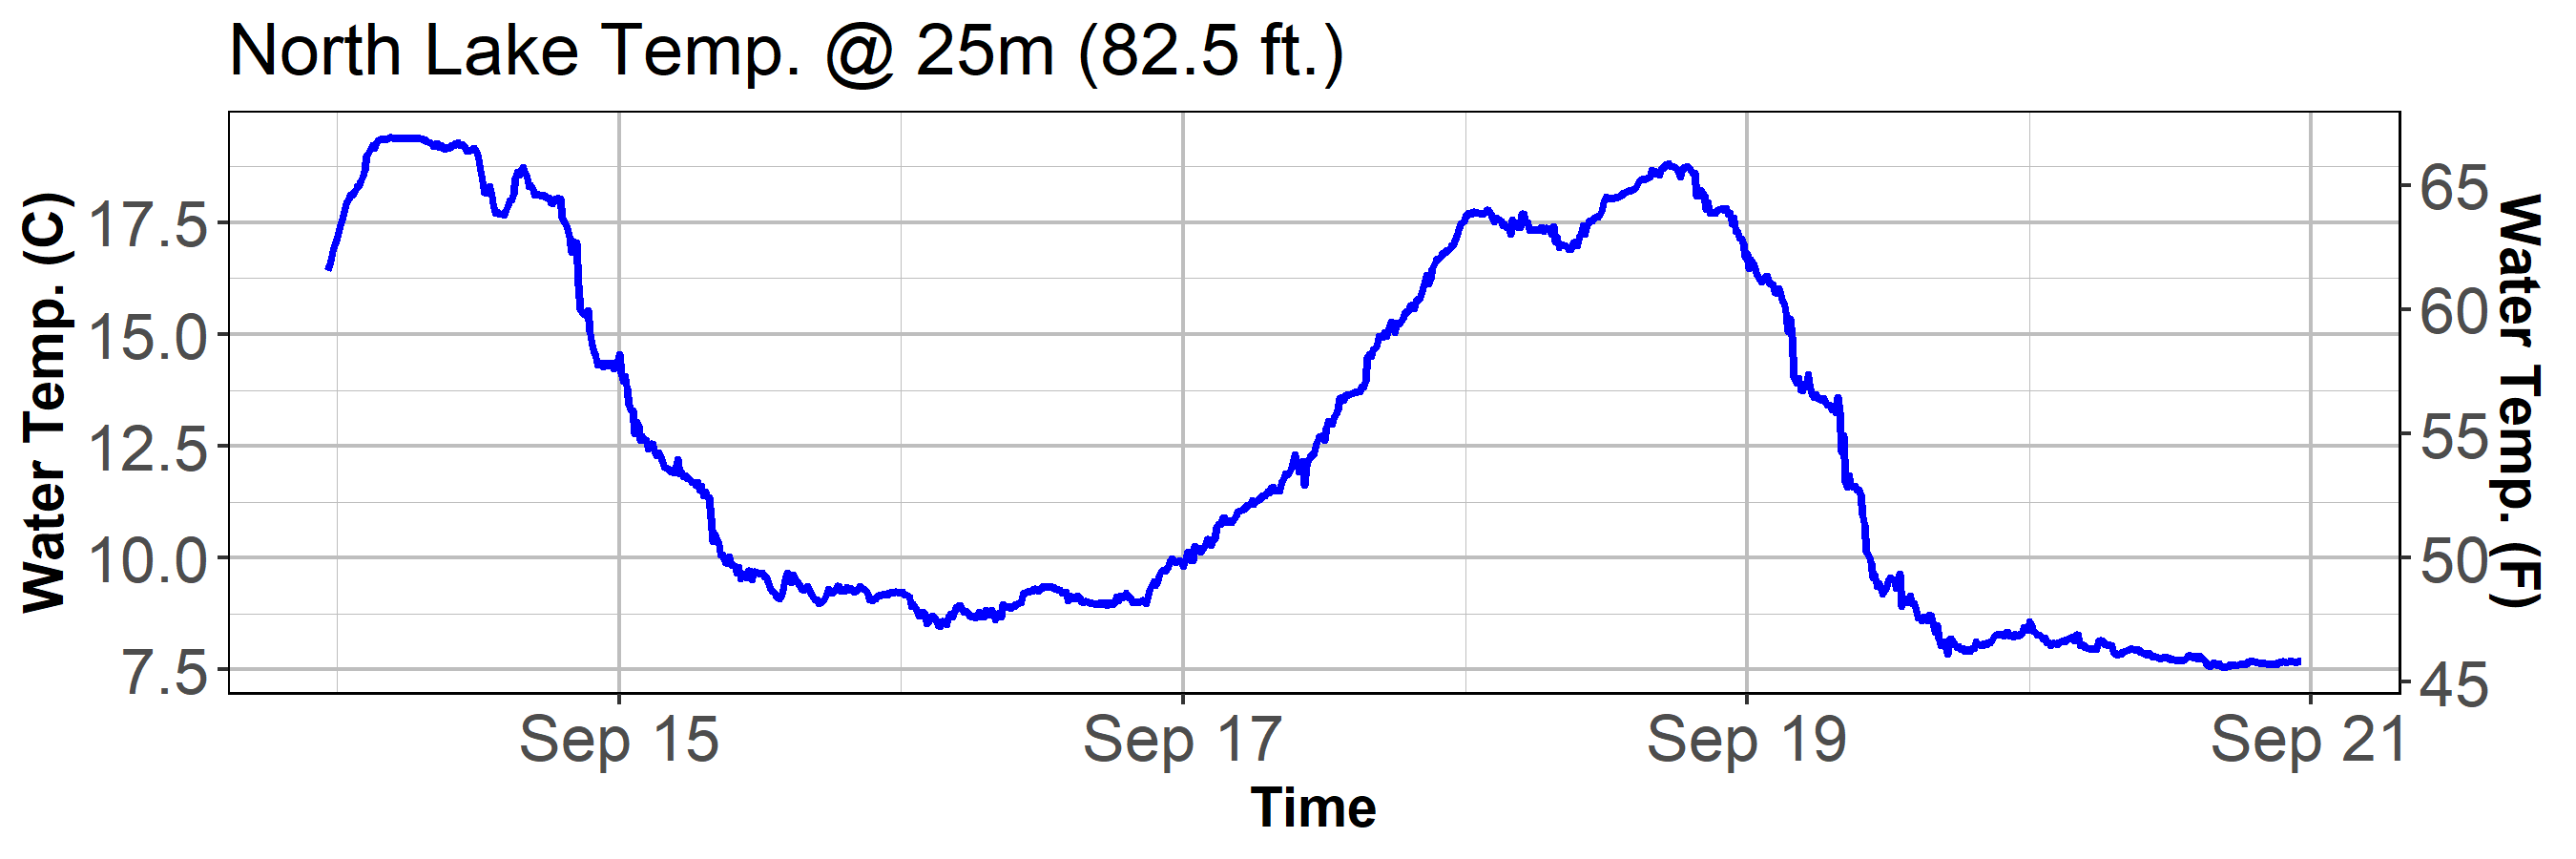 North Lake Temp. @ 25m (82.5 ft.)
Water Temp. (C)
17.5
15.0
12.5
10.0
7.5
65
60
55
50
45
Water Temp. (F)
Sep 15
Sep 17
Sep 19
Sep 21
Time